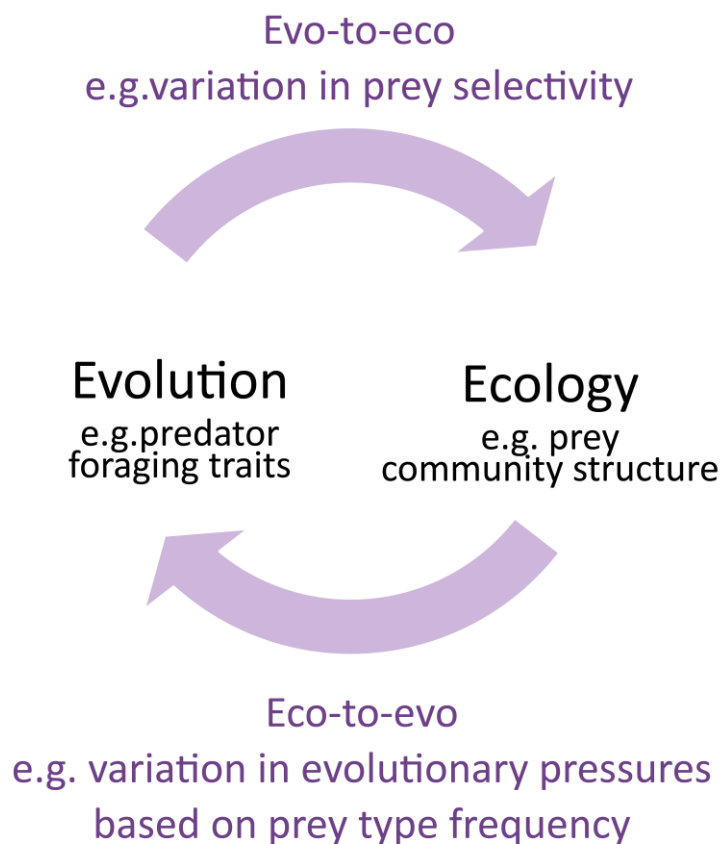 Evo-to-eco
e.g.variation in prey selectivity
Evolution
e.g.predator
foraging traits
Ecology
e.g. prey
community structure
Eco-to-evo
e.g. variation in evolutionary pressures
based on prey type frequency